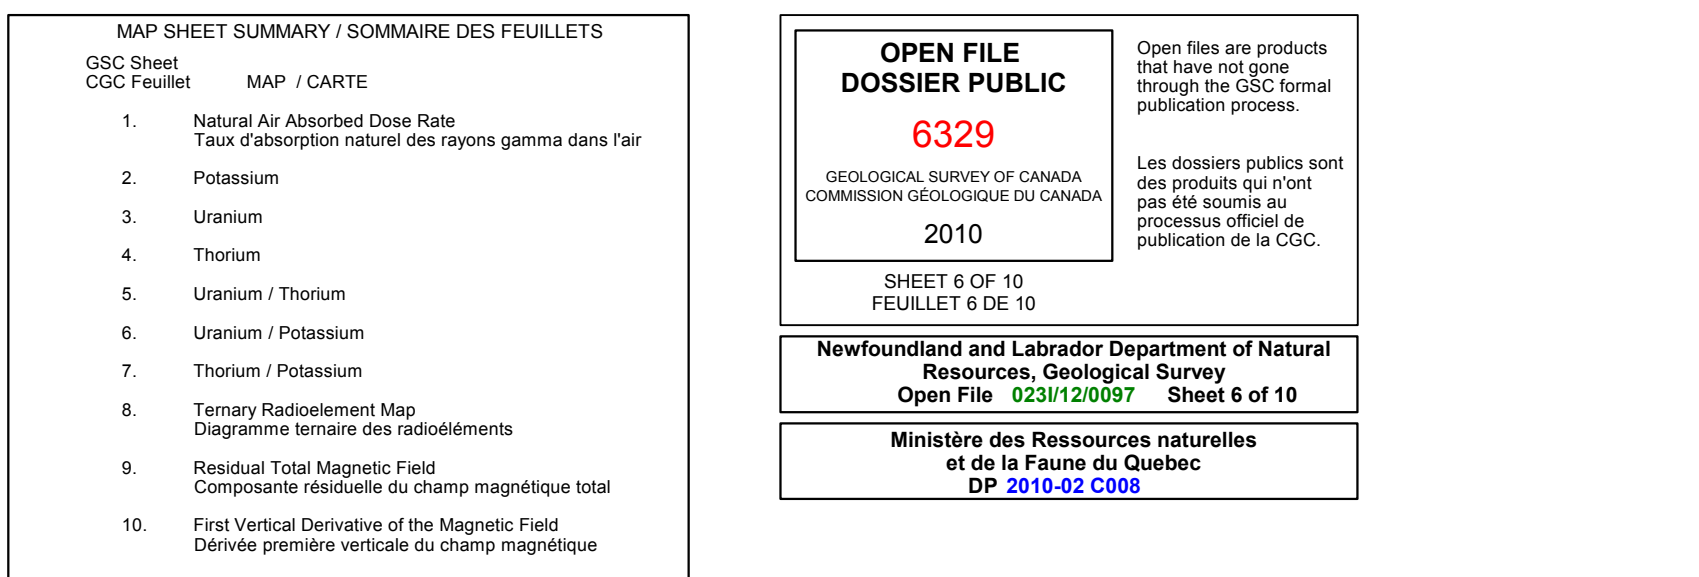 MAP SHEET SUMMARY / SOMMAIRE DES FEUILLETS
GSC Sheet
CGC Feuillet MAP / CARTE
1. Natural Air Absorbed Dose Rate
Taux d'absorption naturel des rayons gamma dans l'air
2. Potassium
3. Uranium
4. Thorium
5. Uranium / Thorium
6. Uranium / Potassium
7. Thorium / Potassium
8. Ternary Radioelement Map
Diagramme ternaire des radioéléments
9. Residual Total Magnetic Field
Composante résiduelle du champ magnétique total
10. First Vertical Derivative of the Magnetic Field
Dérivée première verticale du champ magnétique
OPEN FILE
DOSSIER PUBLIC
6329
GEOLOGICAL SURVEY OF CANADA
COMMISSION GÉOLOGIQUE DU CANADA
2010
SHEET 6 OF 10
FEUILLET 6 DE 10
Open files are products
that have not gone
through the GSC formal
publication process.
Les dossiers publics sont
des produits qui n'ont
pas été soumis au
processus officiel de
publication de la CGC.
Newfoundland and Labrador Department of Natural
Resources, Geological Survey
Open File 023I/12/0097 Sheet 6 of 10
Ministère des Ressources naturelles
et de la Faune du Quebec
DP 2010-02 C008